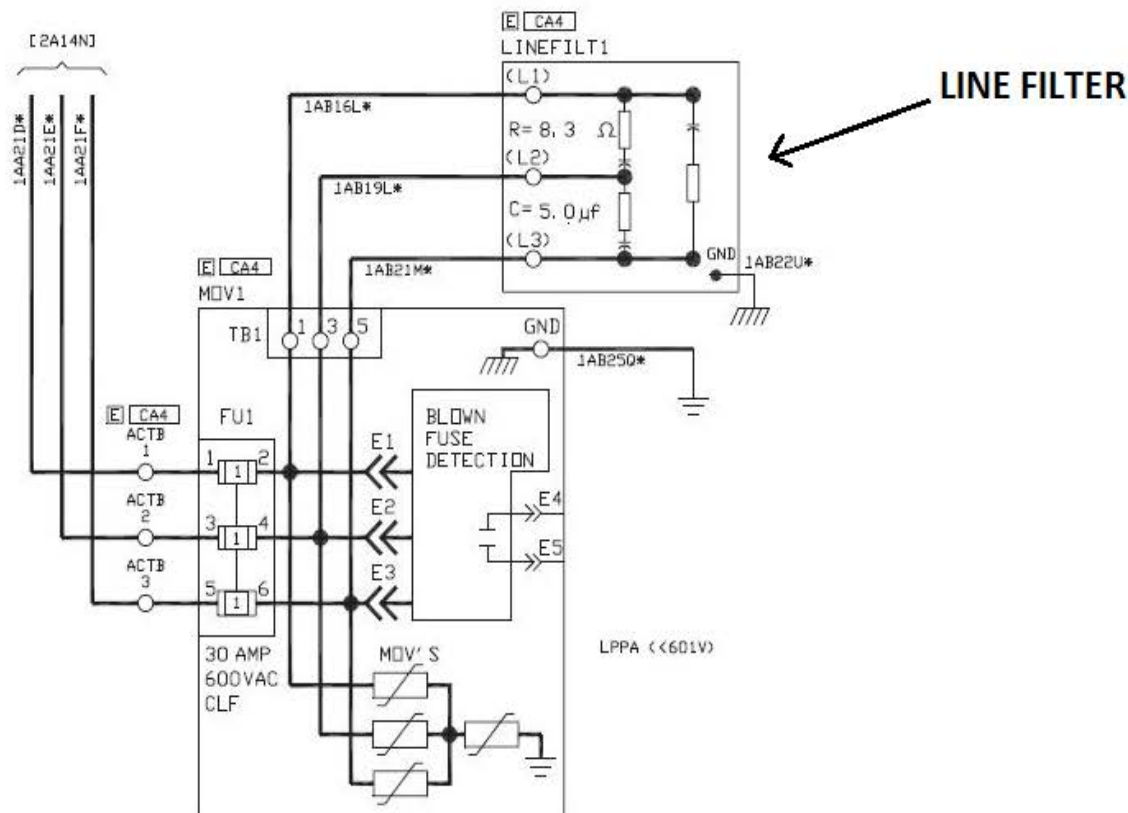 [2A14N]
1AA21D*
1AA21E*
1AA21F*
E CA4
LINEFILT1
(L1)
1AB16L*
R= 8.3 Ω
(L2)
1AB19L*
C= 5.0µf
(L3)
1AB21M*
GND
1AB22U*
LINE FILTER
E CA4
MOV1
TB1 1 3 5
GND
1AB25Q*
E CA4
FU1
BLOWN
FUSE
DETECTION
ACTB
1
1 1 2
E1
ACTB
2
3 1 4
E2
E4
ACTB
3
5 1 6
E3
E5
30 AMP
600VAC
CLF
MOV'S
LPPA (<601V)